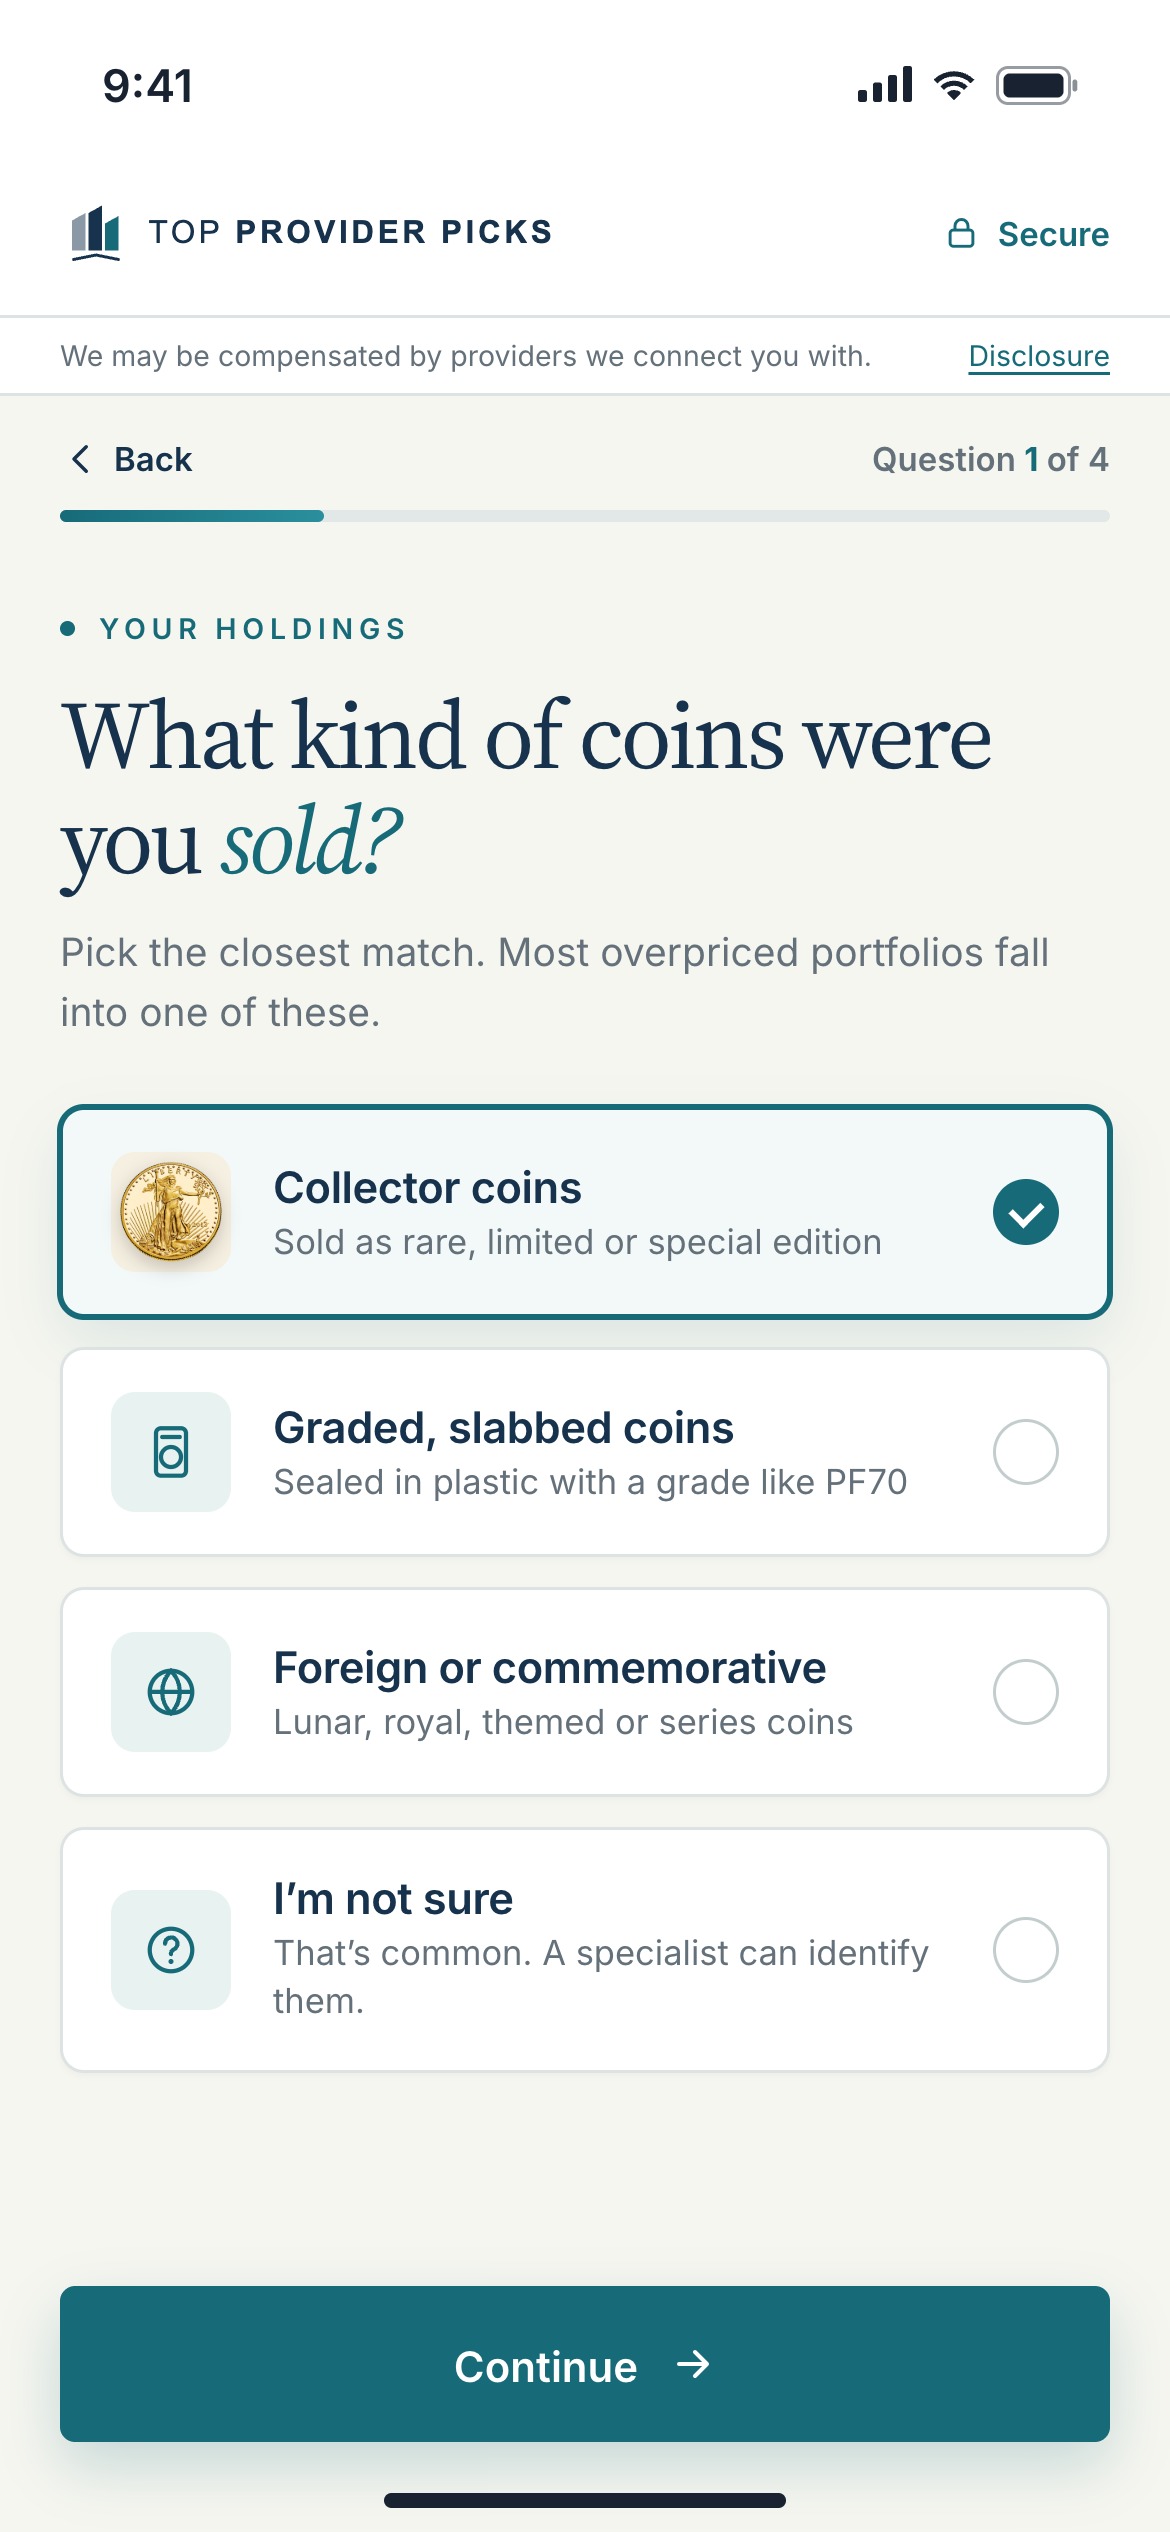 9:41
TOP PROVIDER PICKS
Secure
We may be compensated by providers we connect you with.
Disclosure
Back
Question 1 of 4
YOUR HOLDINGS
What kind of coins were
you sold?
Pick the closest match. Most overpriced portfolios fall
into one of these.
Collector coins
Sold as rare, limited or special edition
Graded, slabbed coins
Sealed in plastic with a grade like PF70
Foreign or commemorative
Lunar, royal, themed or series coins
I’m not sure
That’s common. A specialist can identify
them.
Continue